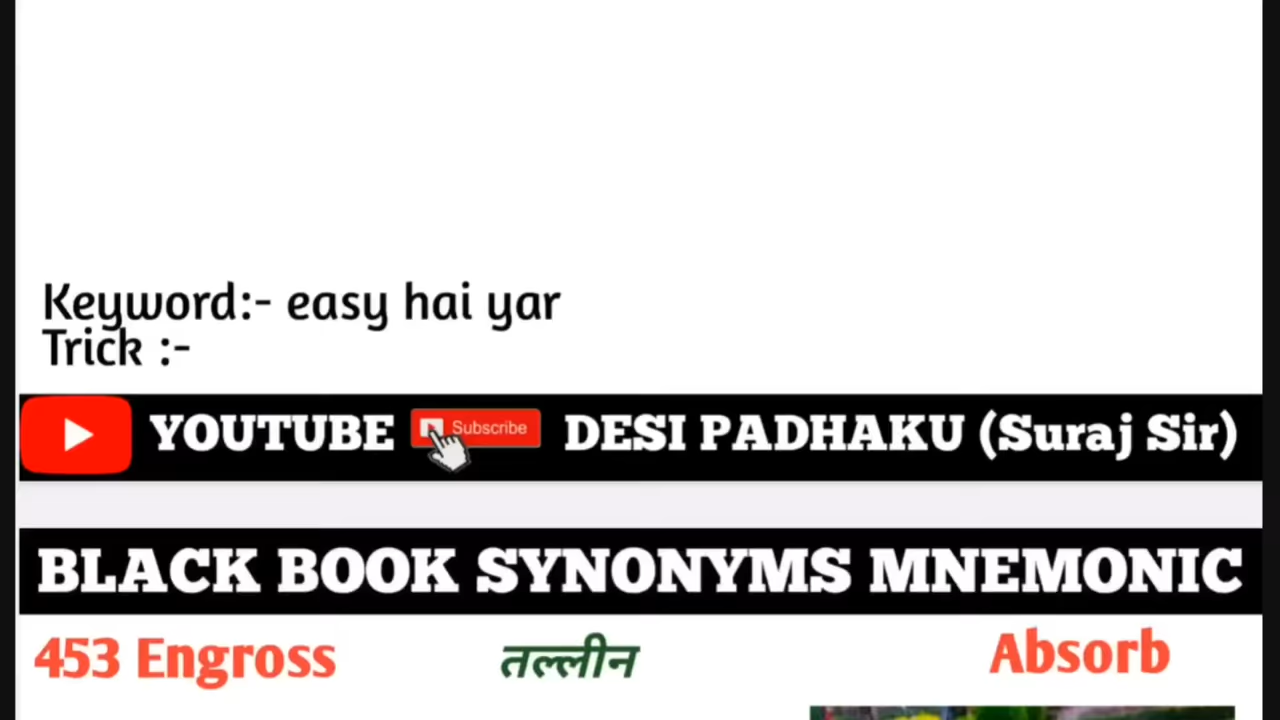 Keyword:- easy hai yar
Trick :-
YOUTUBE Subscribe DESI PADHAKU (Suraj Sir)
BLACK BOOK SYNONYMS MNEMONIC
453 Engross तल्लीन Absorb